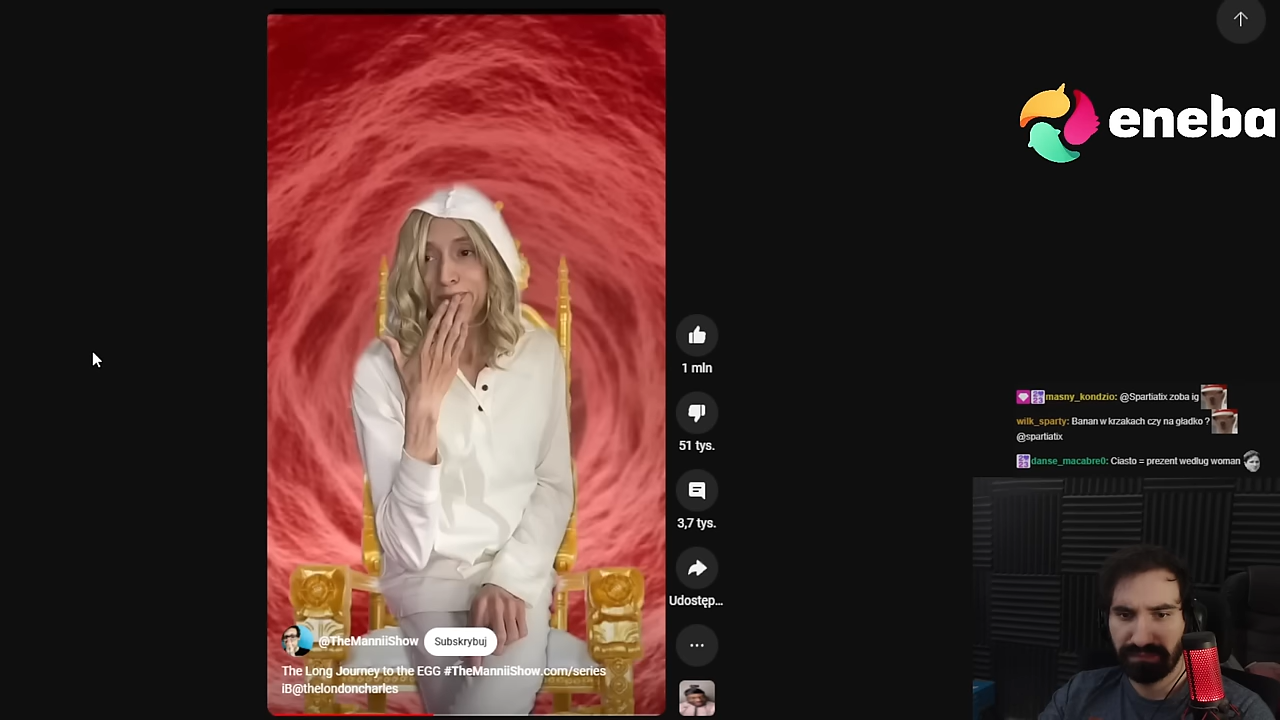 eneba
1 mln
51 tys.
3,7 tys.
Udostęp...
masny_kondzio: @Spartiatix zoba ig
wilk_sparty: Banan w krzakach czy na gładko ?
@spartiatix
danse_macabre0: Ciasto = prezent według woman
@TheManniiShow
Subskrybuj
The Long Journey to the EGG #TheManniiShow.com/series
iB@thelondoncharles